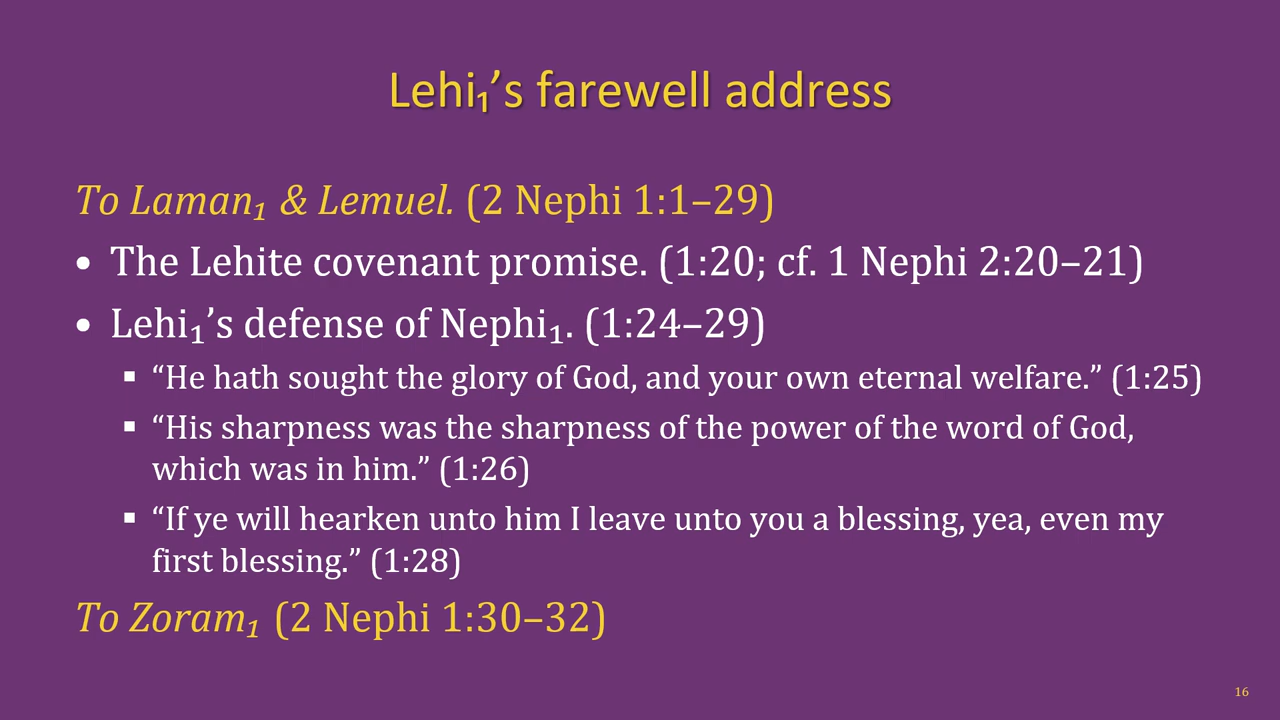 Lehi₁’s farewell address
To Laman₁ & Lemuel. (2 Nephi 1:1–29)
• The Lehite covenant promise. (1:20; cf. 1 Nephi 2:20–21)
• Lehi₁’s defense of Nephi₁. (1:24–29)
▪ “He hath sought the glory of God, and your own eternal welfare.” (1:25)
▪ “His sharpness was the sharpness of the power of the word of God,
which was in him.” (1:26)
▪ “If ye will hearken unto him I leave unto you a blessing, yea, even my
first blessing.” (1:28)
To Zoram₁ (2 Nephi 1:30–32)
16